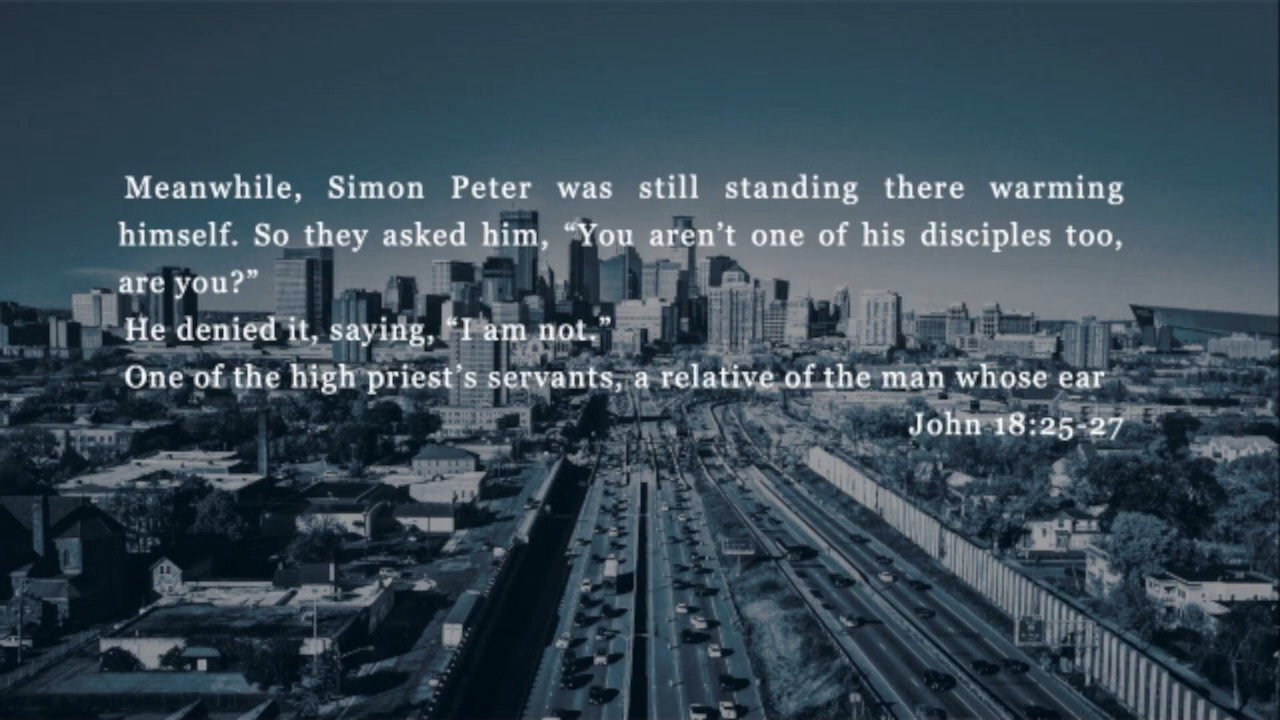 Meanwhile, Simon Peter was still standing there warming
himself. So they asked him, “You aren’t one of his disciples too,
are you?”
He denied it, saying, “I am not.”
One of the high priest’s servants, a relative of the man whose ear
John 18:25-27